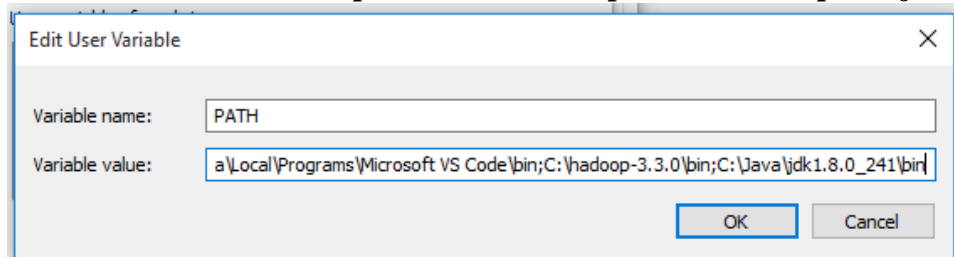 Edit User Variable
Variable name: PATH
Variable value: a\Local\Programs\Microsoft VS Code\bin;C:\hadoop-3.3.0\bin;C:\Java\jdk1.8.0_241\bin
OK Cancel